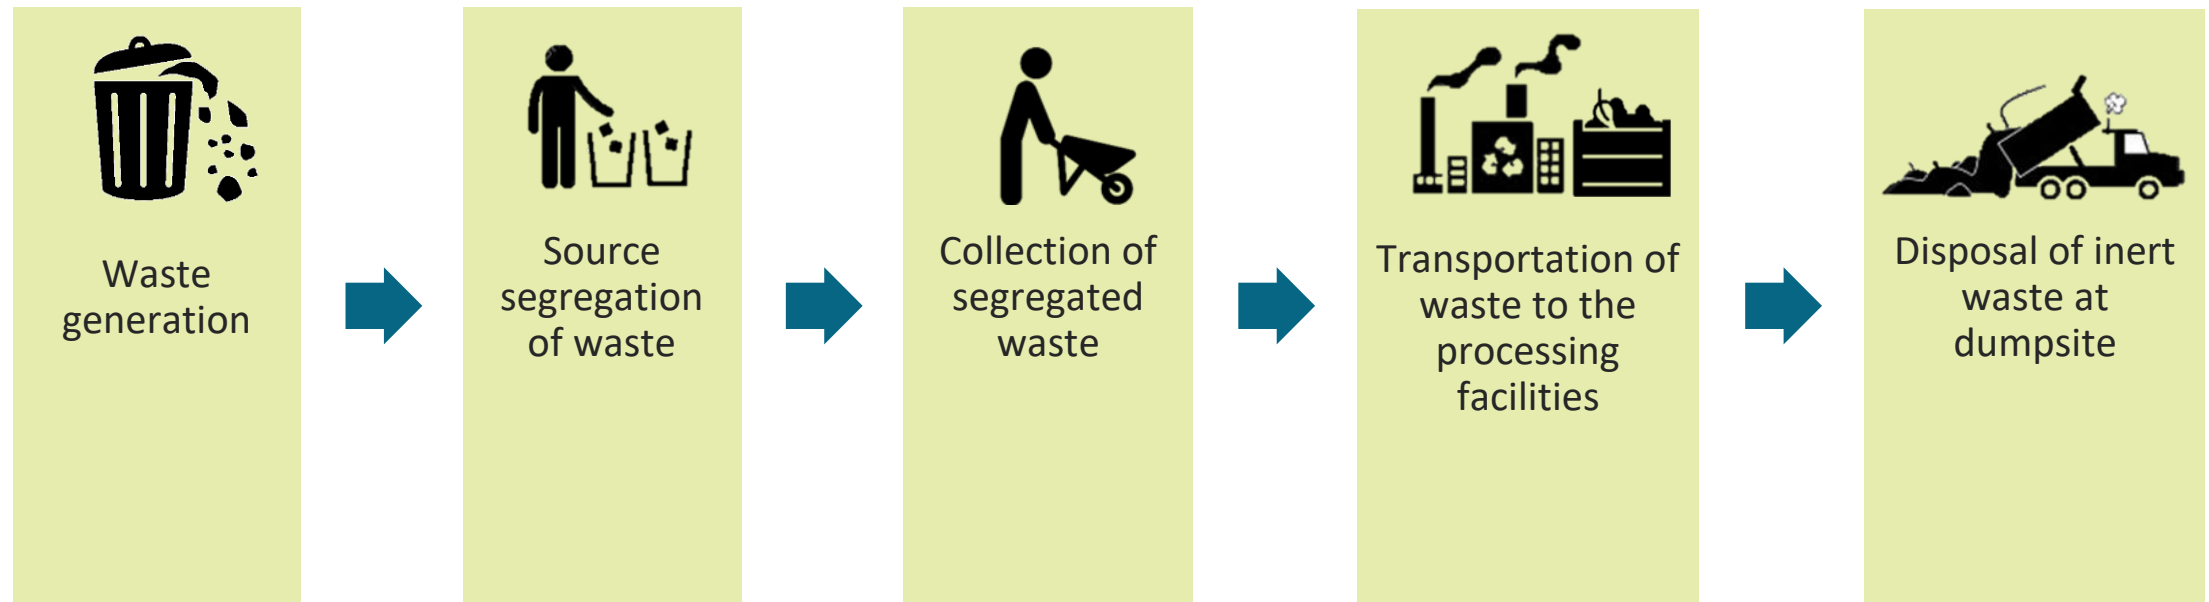 Waste
generation
Source
segregation
of waste
Collection of
segregated
waste
Transportation of
waste to the
processing
facilities
Disposal of inert
waste at
dumpsite